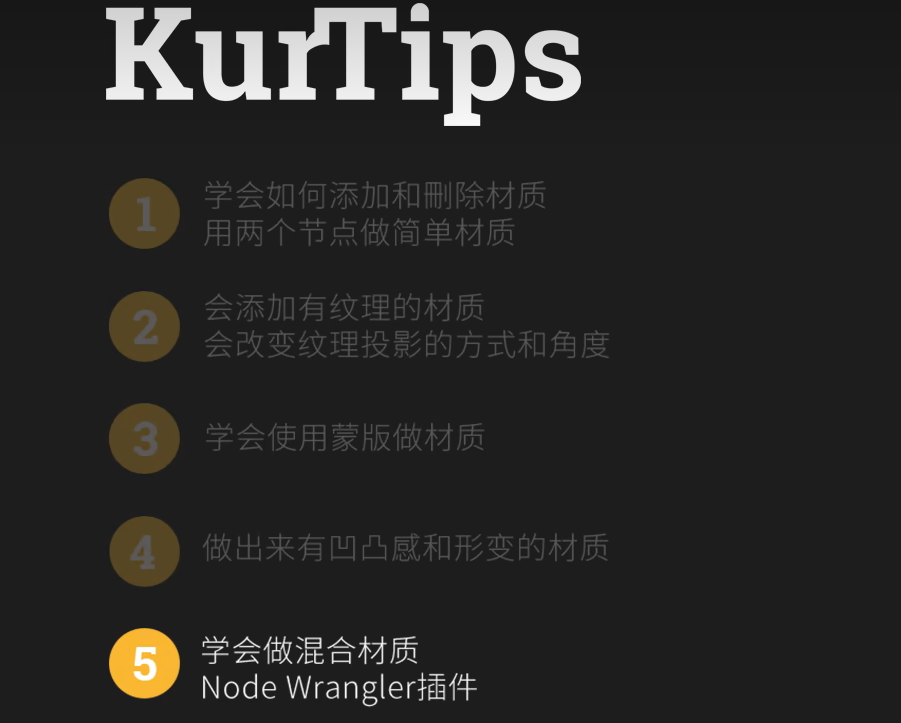 KurTips
1
学会如何添加和刪除材质
用两个节点做简单材质
2
会添加有纹理的材质
会改变纹理投影的方式和角度
3
学会使用蒙版做材质
4
做出来有凹凸感和形变的材质
5
学会做混合材质
Node Wrangler插件